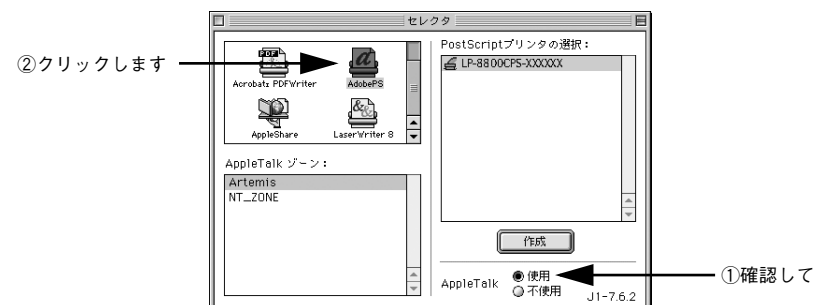 セレクタ
PostScriptプリンタの選択：
②クリックします
LP-8800CPS-XXXXXX
Acrobat™ PDFWriter
AdobePS
AppleShare
LaserWriter 8
AppleTalk ゾーン：
Artemis
NT_ZONE
作成
AppleTalk
使用
不使用
①確認して
J1-7.6.2